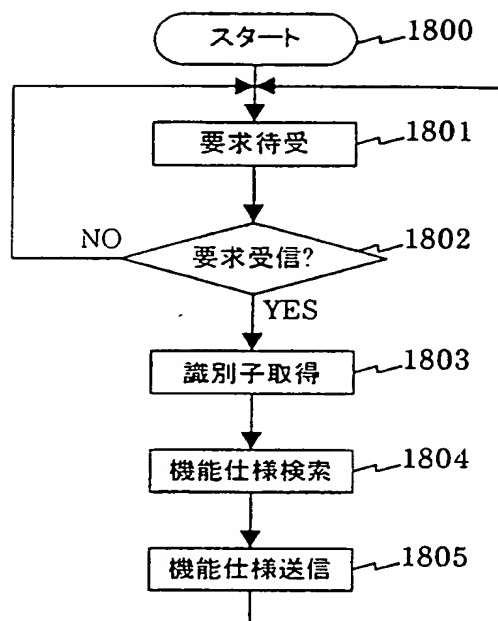 スタート 1800
要求待受 1801
要求受信? 1802
NO
YES
識別子取得 1803
機能仕様検索 1804
機能仕様送信 1805